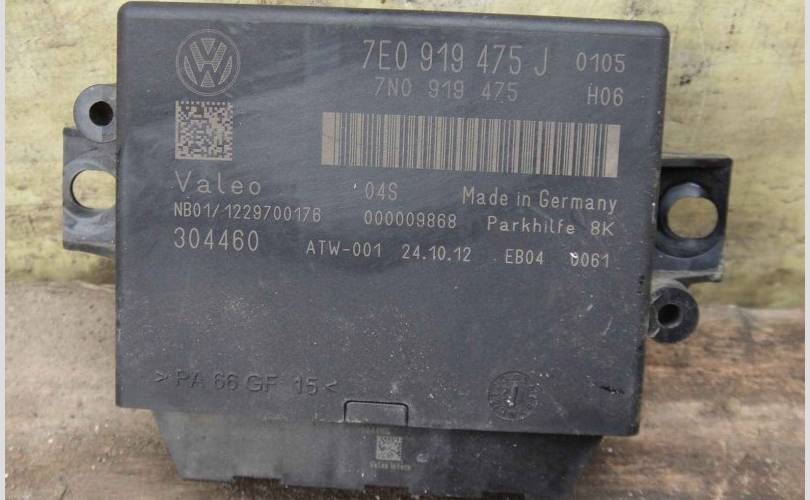 7E0 919 475 J 0105
7N0 919 475 H06
Valeo 04S Made in Germany
NB01/1229700176 000009868 Parkhilfe 8K
304460 ATW-001 24.10.12 EB04 0061
>PA 66 GF 15<